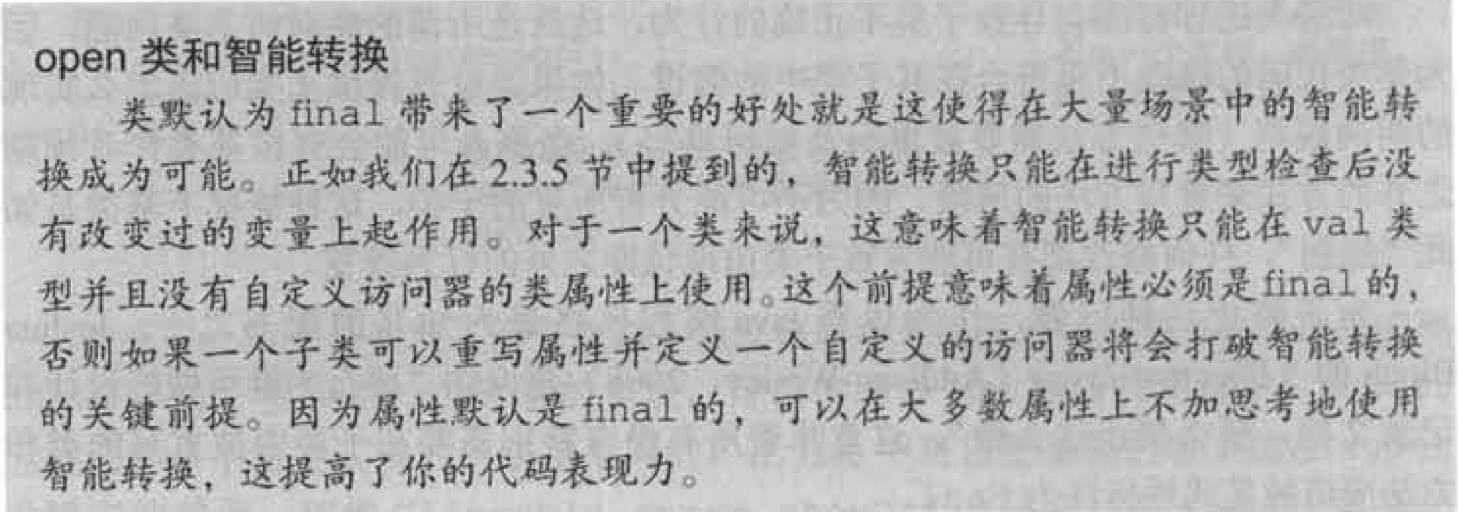 open 类和智能转换
类默认为 final 带来了一个重要的好处就是这使得在大量场景中的智能转
换成为可能。正如我们在 2.3.5 节中提到的，智能转换只能在进行类型检查后没
有改变过的变量上起作用。对于一个类来说，这意味着智能转换只能在 val 类
型并且没有自定义访问器的类属性上使用。这个前提意味着属性必须是 final 的，
否则如果一个子类可以重写属性并定义一个自定义的访问器将会打破智能转换
的关键前提。因为属性默认是 final 的，可以在大多数属性上不加思考地使用
智能转换，这提高了你的代码表现力。